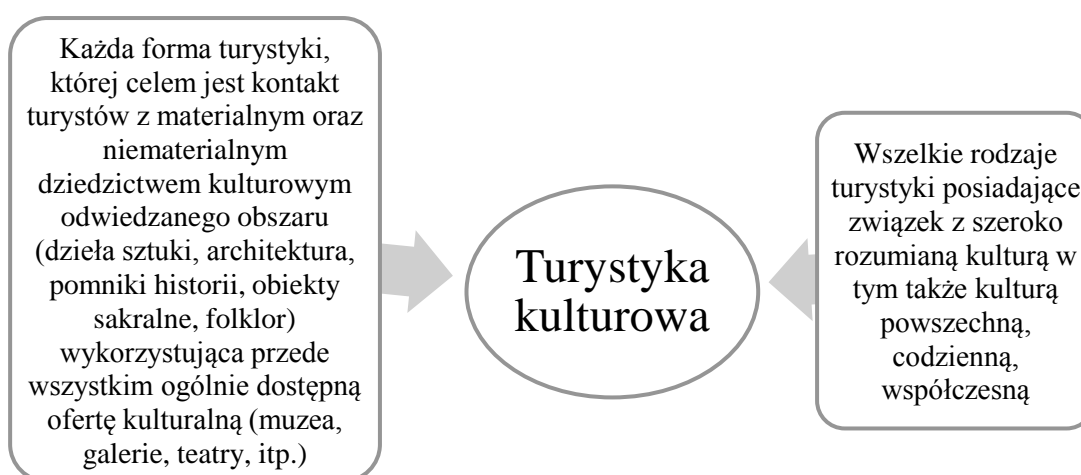 Każda forma turystyki,
której celem jest kontakt
turystów z materialnym oraz
niematerialnym
dziedzictwem kulturowym
odwiedzanego obszaru
(dzieła sztuki, architektura,
pomniki historii, obiekty
sakralne, folklor)
wykorzystująca przede
wszystkim ogólnie dostępną
ofertę kulturalną (muzea,
galerie, teatry, itp.)
Turystyka
kulturowa
Wszelkie rodzaje
turystyki posiadające
związek z szeroko
rozumianą kulturą w
tym także kulturą
powszechną,
codzienną,
współczesną